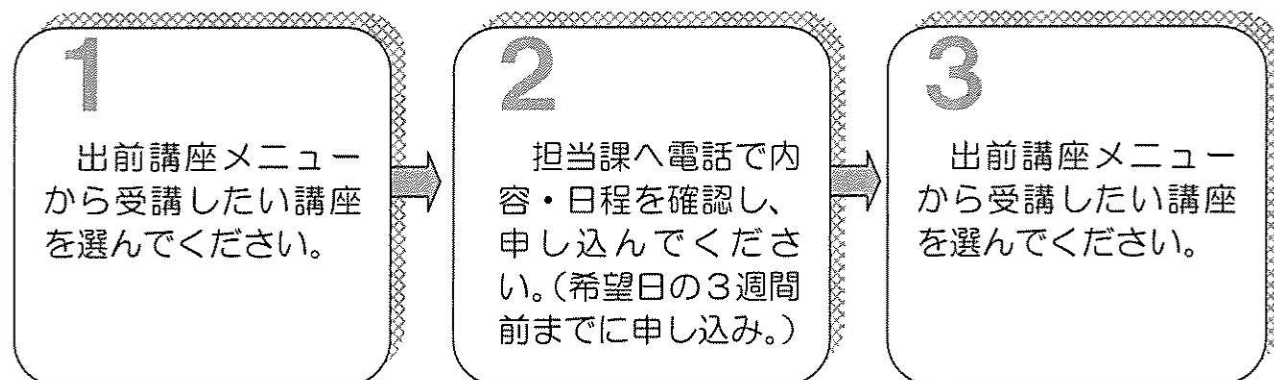 1
出前講座メニュー
から受講したい講座
を選んでください。
2
担当課へ電話で内
容・日程を確認し、
申し込んでくださ
い。(希望日の3週間
前までに申し込み。)
3
出前講座メニュー
から受講したい講座
を選んでください。